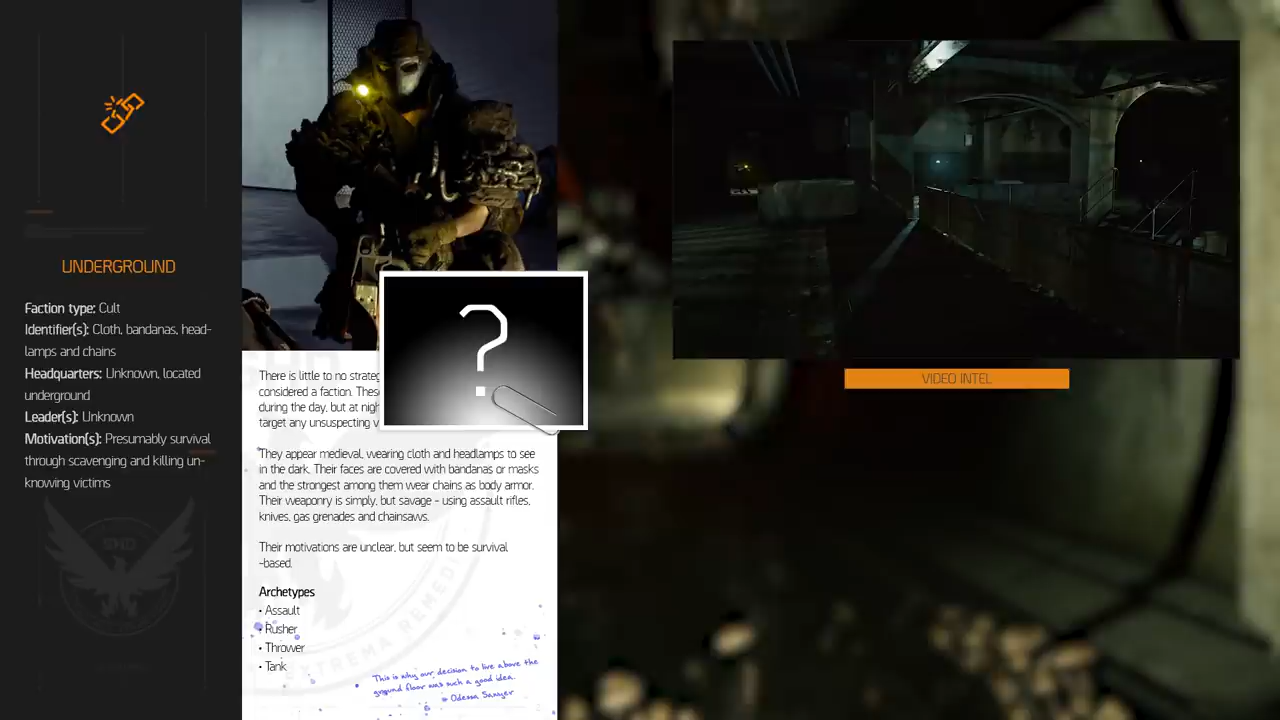 UNDERGROUND
Faction type: Cult
Identifier(s): Cloth, bandanas, head-
lamps and chains
Headquarters: Unknown, located
underground
Leader(s): Unknown
Motivation(s): Presumably survival
through scavenging and killing un-
knowing victims
SHD
There is little to no
considered a faction.
during the day, but at
target any unsuspecting
?
They appear medieval, wearing cloth and headlamps to see
in the dark. Their faces are covered with bandanas or masks
and the strongest among them wear chains as body armor.
Their weaponry is simply, but savage - using assault rifles,
knives, gas grenades and chainsaws.
Their motivations are unclear, but seem to be survival
-based.
Archetypes
• Assault
• Rusher
• Thrower
• Tank
EXTREMA REMEDIA
This is why our decision to live above the
ground floor was such a good idea.
- Odessa Sawyer
VIDEO INTEL